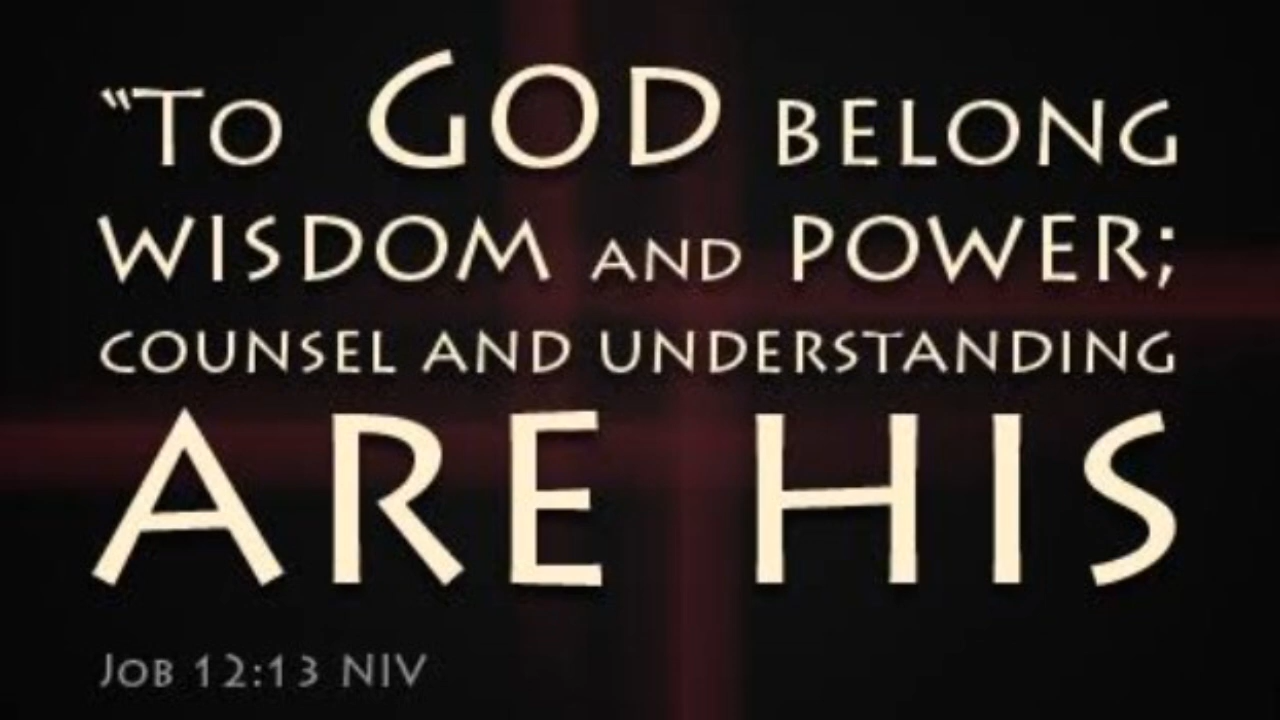 “To GOD BELONG
WISDOM AND POWER;
COUNSEL AND UNDERSTANDING
ARE HIS
JOB 12:13 NIV